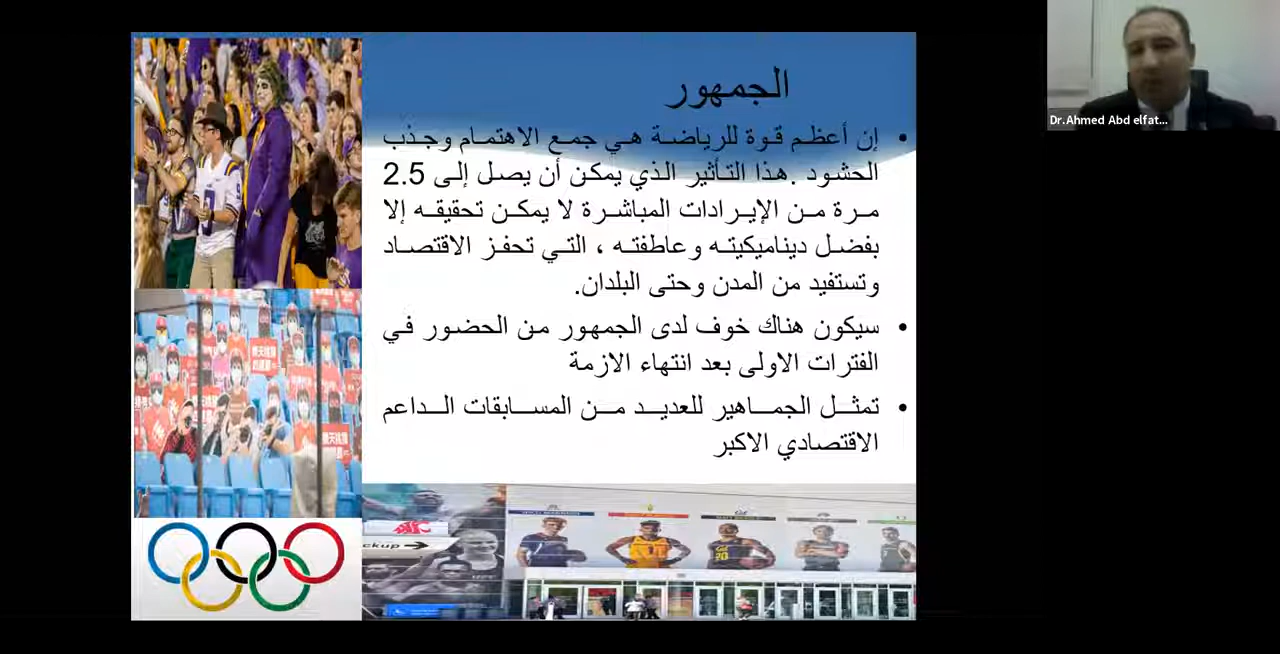 الجمهور
• إن أعظم قوة للرياضة هي جمع الاهتمام وجذب
الحشود .هذا التأثير الذي يمكن أن يصل إلى 2.5
مرة من الإيرادات المباشرة لا يمكن تحقيقه إلا
بفضل ديناميكيته وعاطفته ، التي تحفز الاقتصاد
وتستفيد من المدن وحتى البلدان.
• سيكون هناك خوف لدى الجمهور من الحضور في
الفترات الاولى بعد انتهاء الازمة
• تمثل الجماهير للعديد من المسابقات الداعم
الاقتصادي الاكبر
Dr.Ahmed Abd elfat...
ckup